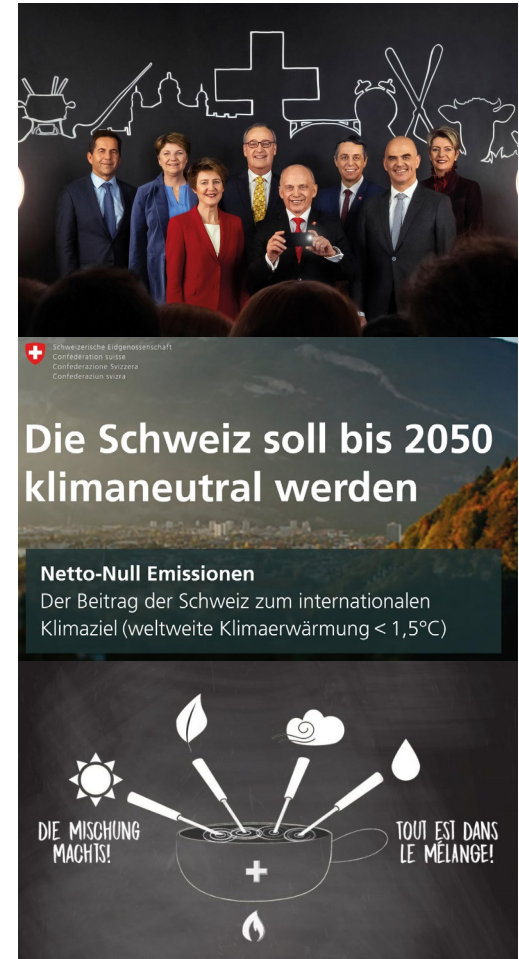 Schweizerische Eidgenossenschaft
Confédération suisse
Confederazione Svizzera
Confederaziun svizra
Die Schweiz soll bis 2050
klimaneutral werden
Netto-Null Emissionen
Der Beitrag der Schweiz zum internationalen
Klimaziel (weltweite Klimaerwärmung < 1,5°C)
DIE MISCHUNG
MACHTS!
TOUT EST DANS
LE MÉLANGE!